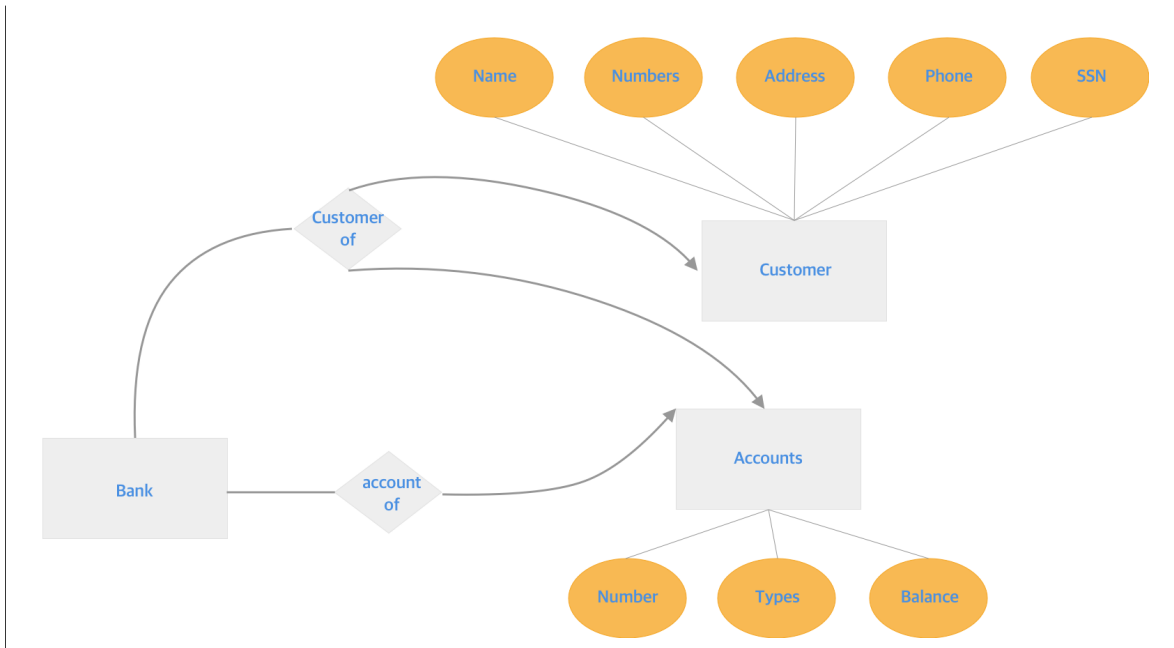 Name
Numbers
Address
Phone
SSN
Customer
of
Customer
Accounts
Bank
account
of
Number
Types
Balance